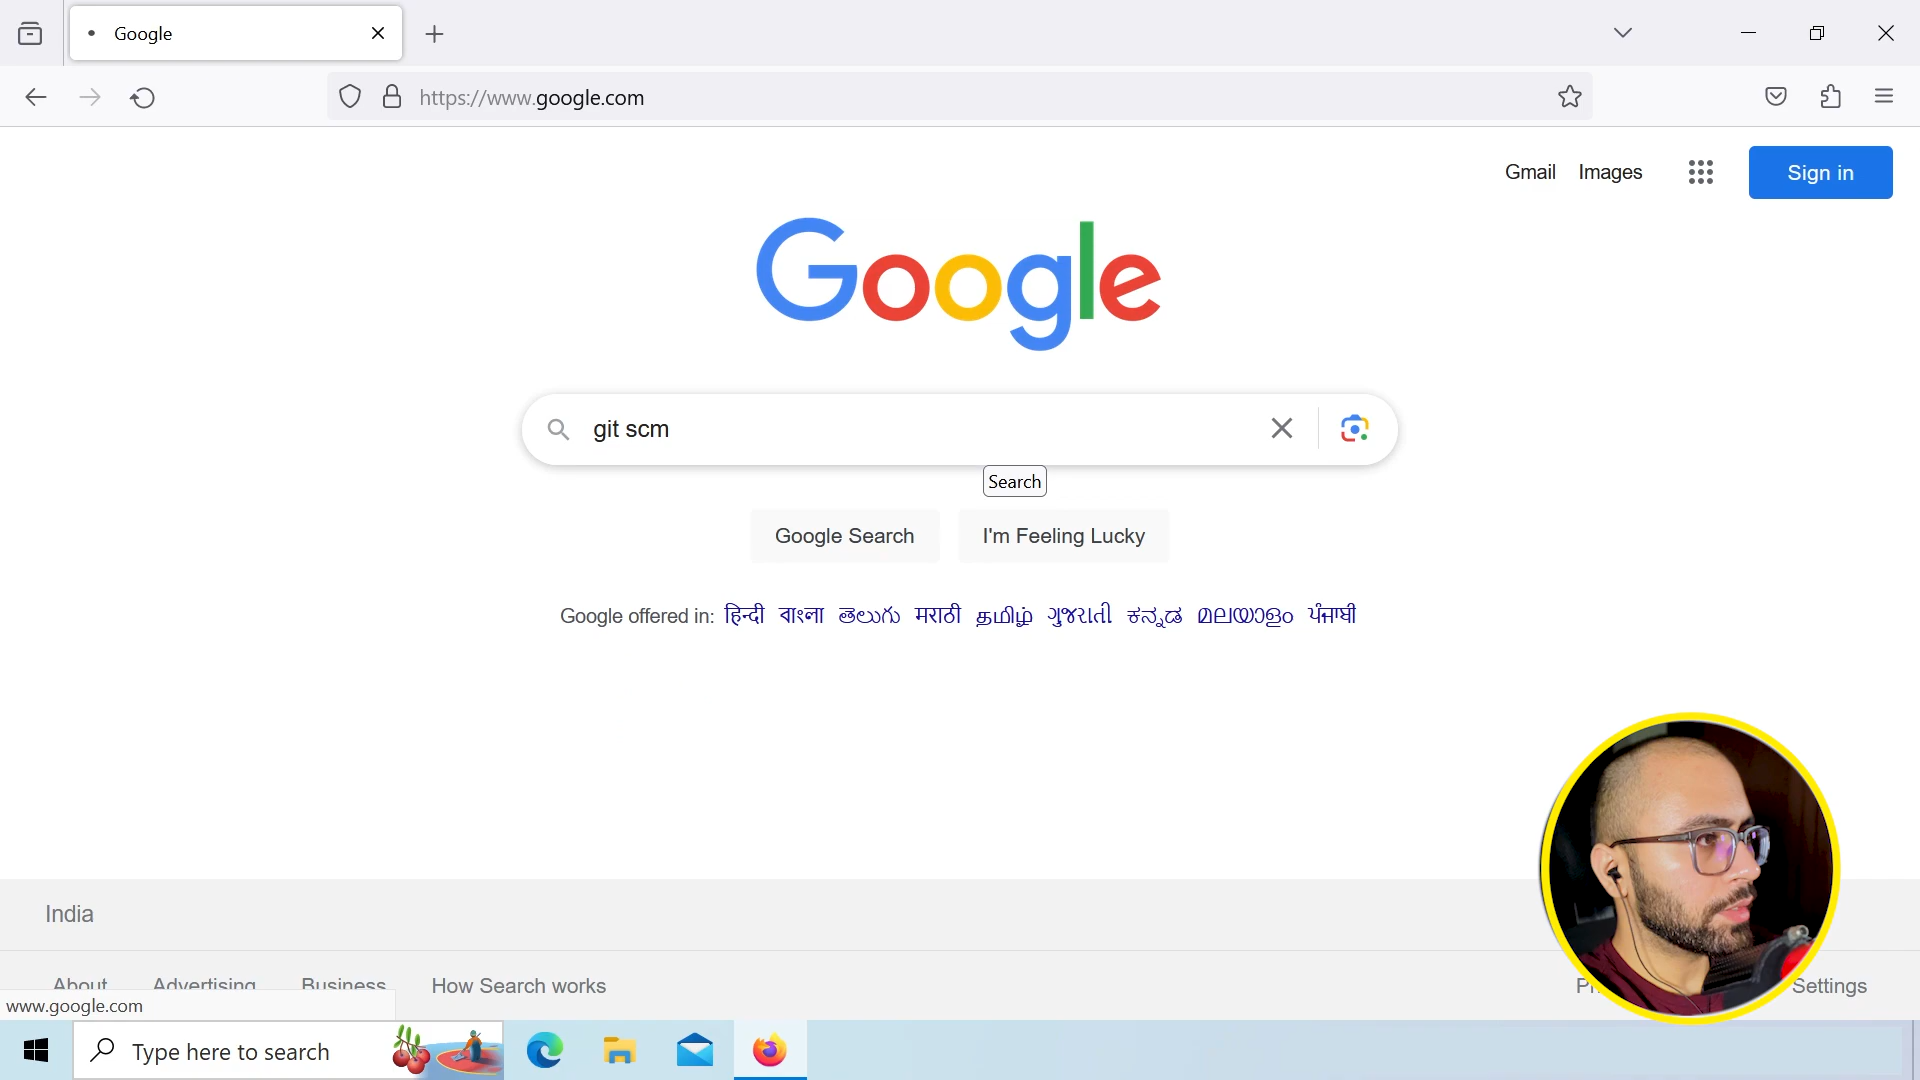 Google
https://www.google.com
Gmail Images Sign in
Google
git scm
Search
Google Search I'm Feeling Lucky
Google offered in: हिन्दी বাংলা తెలుగు मराठी தமிழ் ગુજરાતી ಕನ್ನಡ മലയാളം ਪੰਜਾਬੀ
India
About Advertising Business How Search works Settings
www.google.com
Type here to search